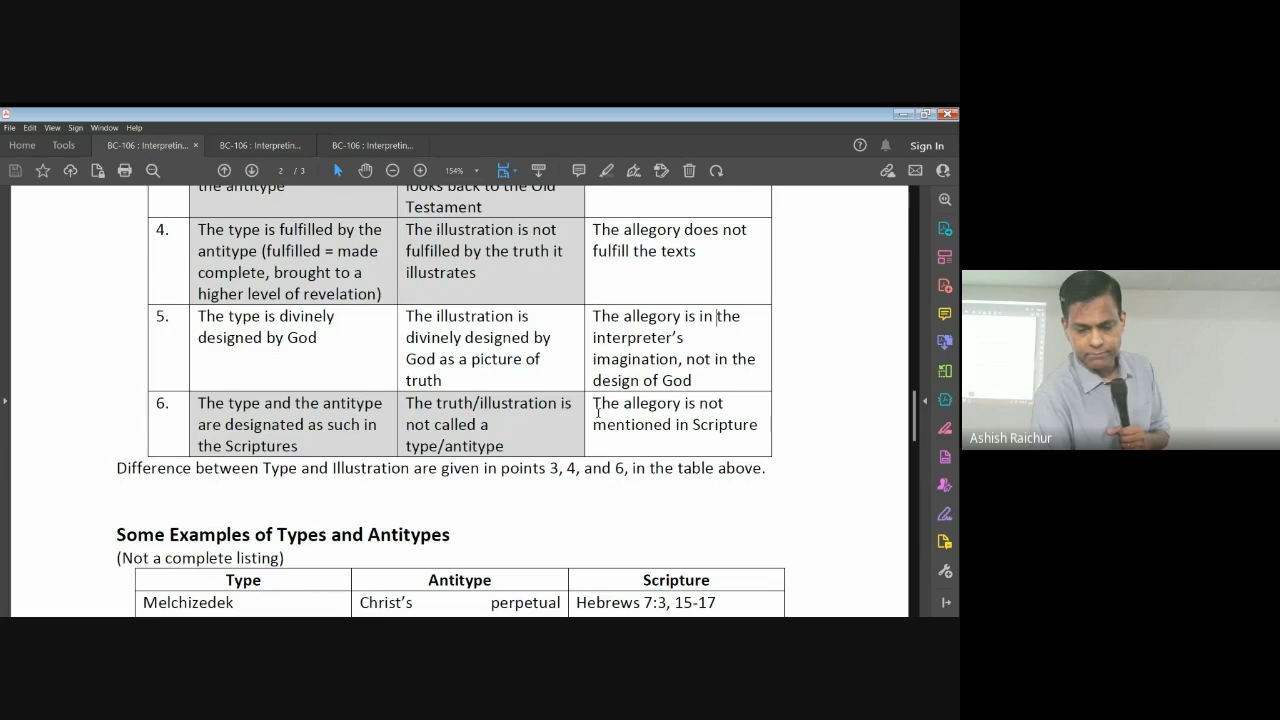 File Edit View Sign Window Help
Home Tools BC-106 : Interpretin... × BC-106 : Interpretin... BC-106 : Interpretin... Sign In
2 / 3 154%
the antitype looks back to the Old
Testament
4. The type is fulfilled by the The illustration is not The allegory does not
antitype (fulfilled = made fulfilled by the truth it fulfill the texts
complete, brought to a illustrates
higher level of revelation)
5. The type is divinely The illustration is The allegory is in the
designed by God divinely designed by interpreter’s
God as a picture of imagination, not in the
truth design of God
6. The type and the antitype The truth/illustration is The allegory is not
are designated as such in not called a mentioned in Scripture
the Scriptures type/antitype
Difference between Type and Illustration are given in points 3, 4, and 6, in the table above.
Some Examples of Types and Antitypes
(Not a complete listing)
Type Antitype Scripture
Melchizedek Christ’s perpetual Hebrews 7:3, 15-17
Ashish Raichur